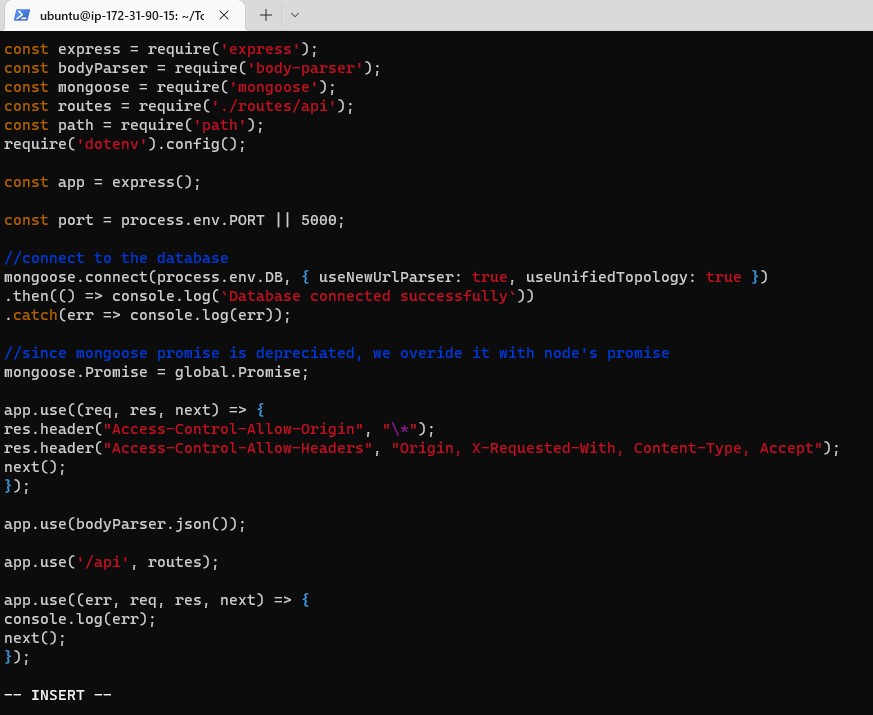 ubuntu@ip-172-31-90-15: ~/Tc
const express = require('express');
const bodyParser = require('body-parser');
const mongoose = require('mongoose');
const routes = require('./routes/api');
const path = require('path');
require('dotenv').config();
const app = express();
const port = process.env.PORT || 5000;
//connect to the database
mongoose.connect(process.env.DB, { useNewUrlParser: true, useUnifiedTopology: true })
.then(() => console.log(`Database connected successfully`))
.catch(err => console.log(err));
//since mongoose promise is depreciated, we overide it with node's promise
mongoose.Promise = global.Promise;
app.use((req, res, next) => {
res.header("Access-Control-Allow-Origin", "\*");
res.header("Access-Control-Allow-Headers", "Origin, X-Requested-With, Content-Type, Accept");
next();
});
app.use(bodyParser.json());
app.use('/api', routes);
app.use((err, req, res, next) => {
console.log(err);
next();
});
-- INSERT --